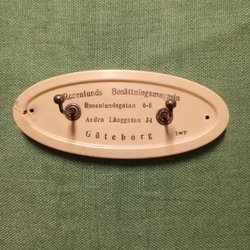 Rosenlunds Bosättningsmagasin
Rosenlundsgatan 6-8
Andra Långgatan 34
Göteborg
Imp.